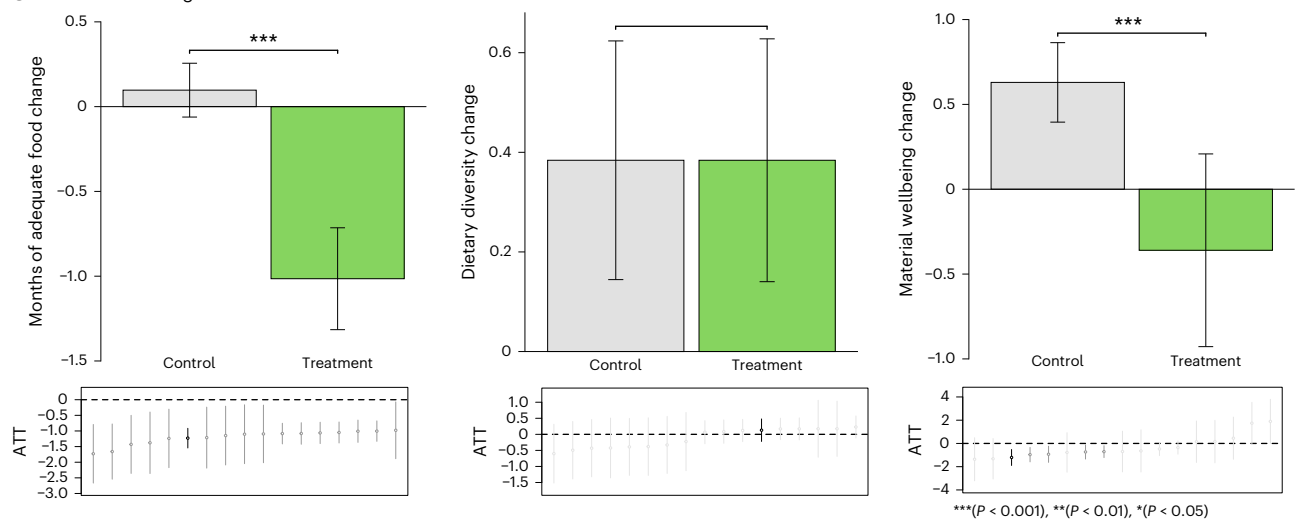 0.5
0
−0.5
−1.0
−1.5
Months of adequate food change
***
Control
Treatment
0.6
0.4
0.2
0
Dietary diversity change
Control
Treatment
1.0
0.5
0
−0.5
−1.0
Material wellbeing change
***
Control
Treatment
0
−0.5
−1.0
−1.5
−2.0
−2.5
−3.0
ATT
1.0
0.5
0
−0.5
−1.0
−1.5
ATT
4
2
0
−2
−4
ATT
***(P < 0.001), **(P < 0.01), *(P < 0.05)